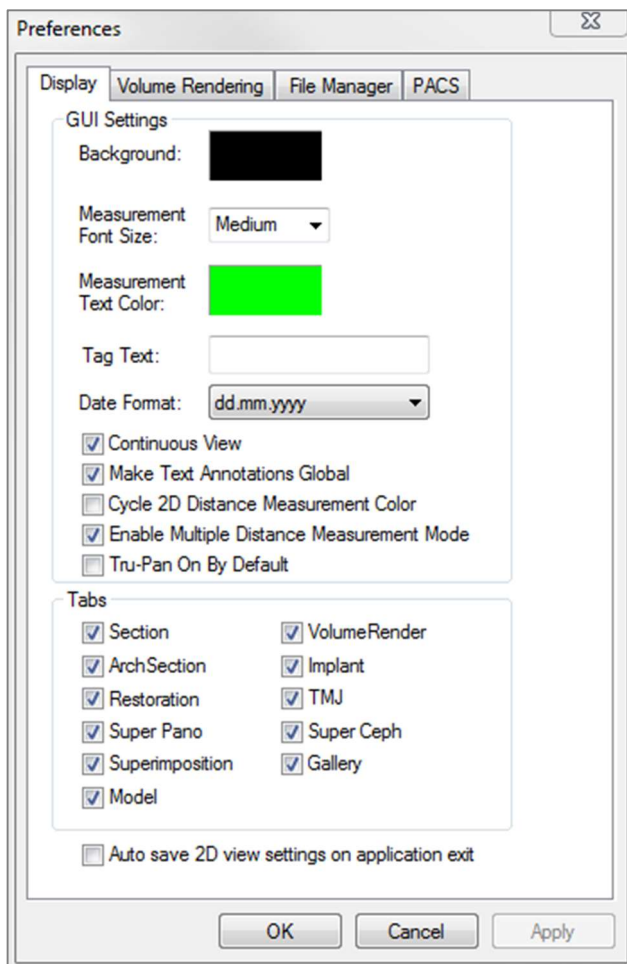 Preferences
Display Volume Rendering File Manager PACS
GUI Settings
Background:
Measurement
Font Size:
Medium
Measurement
Text Color:
Tag Text:
Date Format: dd.mm.yyyy
Continuous View
Make Text Annotations Global
Cycle 2D Distance Measurement Color
Enable Multiple Distance Measurement Mode
Tru-Pan On By Default
Tabs
Section VolumeRender
ArchSection Implant
Restoration TMJ
Super Pano Super Ceph
Superimposition Gallery
Model
Auto save 2D view settings on application exit
OK Cancel Apply